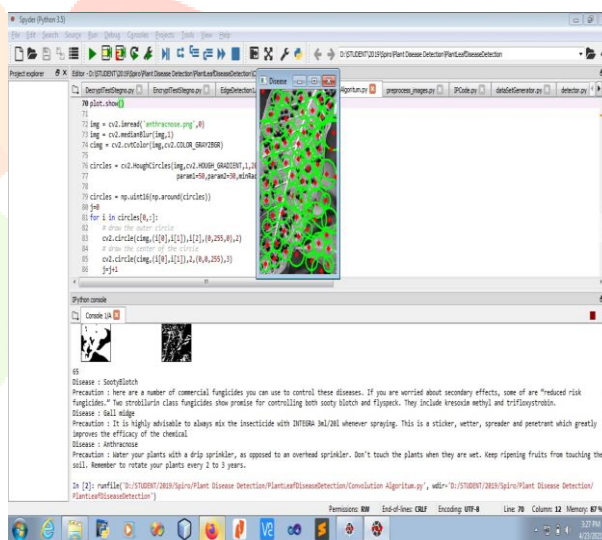 Spyder (Python 3.5)
File Edit Search Source Run Debug Consoles Projects Tools View Help
D:\STUDENT\2019\Spiro\Plant Disease Detection\PlantLeafDiseaseDetection
Project explorer
Editor - D:\STUDENT\2019\Spiro\Plant Disease Detection\PlantLeafDiseaseDetection\C
Disease
DecryptTestStegno.py
EncryptTestStegno.py
EdgeDetection
Algoritum.py
preprocess_images.py
IPCode.py
dataSetGenerator.py
detector.py
70 plot.show()
71
72 img = cv2.imread('anthracnose.png',0)
73 img = cv2.medianBlur(img,1)
74 cimg = cv2.cvtColor(img,cv2.COLOR_GRAY2BGR)
75
76 circles = cv2.HoughCircles(img,cv2.HOUGH_GRADIENT,1,20
77 param1=50,param2=30,minRad
78
79 circles = np.uint16(np.around(circles))
80 j=0
81 for i in circles[0,:]:
82 # draw the outer circle
83 cv2.circle(cimg,(i[0],i[1]),i[2],(0,255,0),2)
84 # draw the center of the circle
85 cv2.circle(cimg,(i[0],i[1]),2,(0,0,255),3)
86 j=j+1
IPython console
Console 1/A
65
Disease : SootyBlotch
Precaution : here are a number of commercial fungicides you can use to control these diseases. If you are worried about secondary effects, some of are "reduced risk
fungicides." Two strobilurin class fungicides show promise for controlling both sooty blotch and flyspeck. They include kresoxim methyl and trifloxystrobin.
Disease : Gall midge
Precaution : It is highly advisable to always mix the insecticide with INTEGRA 3ml/20l whenever spraying. This is a sticker, wetter, spreader and penetrant which greatly
improves the efficacy of the chemical
Disease : Anthracnose
Precaution : Water your plants with a drip sprinkler, as opposed to an overhead sprinkler. Don't touch the plants when they are wet. Keep ripening fruits from touching the
soil. Remember to rotate your plants every 2 to 3 years.
In [2]: runfile('D:/STUDENT/2019/Spiro/Plant Disease Detection/PlantLeafDiseaseDetection/Convolution Algoritum.py', wdir='D:/STUDENT/2019/Spiro/Plant Disease Detection/
PlantLeafDiseaseDetection')
Permissions: RW End-of-lines: CRLF Encoding: UTF-8 Line: 70 Column: 12 Memory: 87 %
3:27 PM